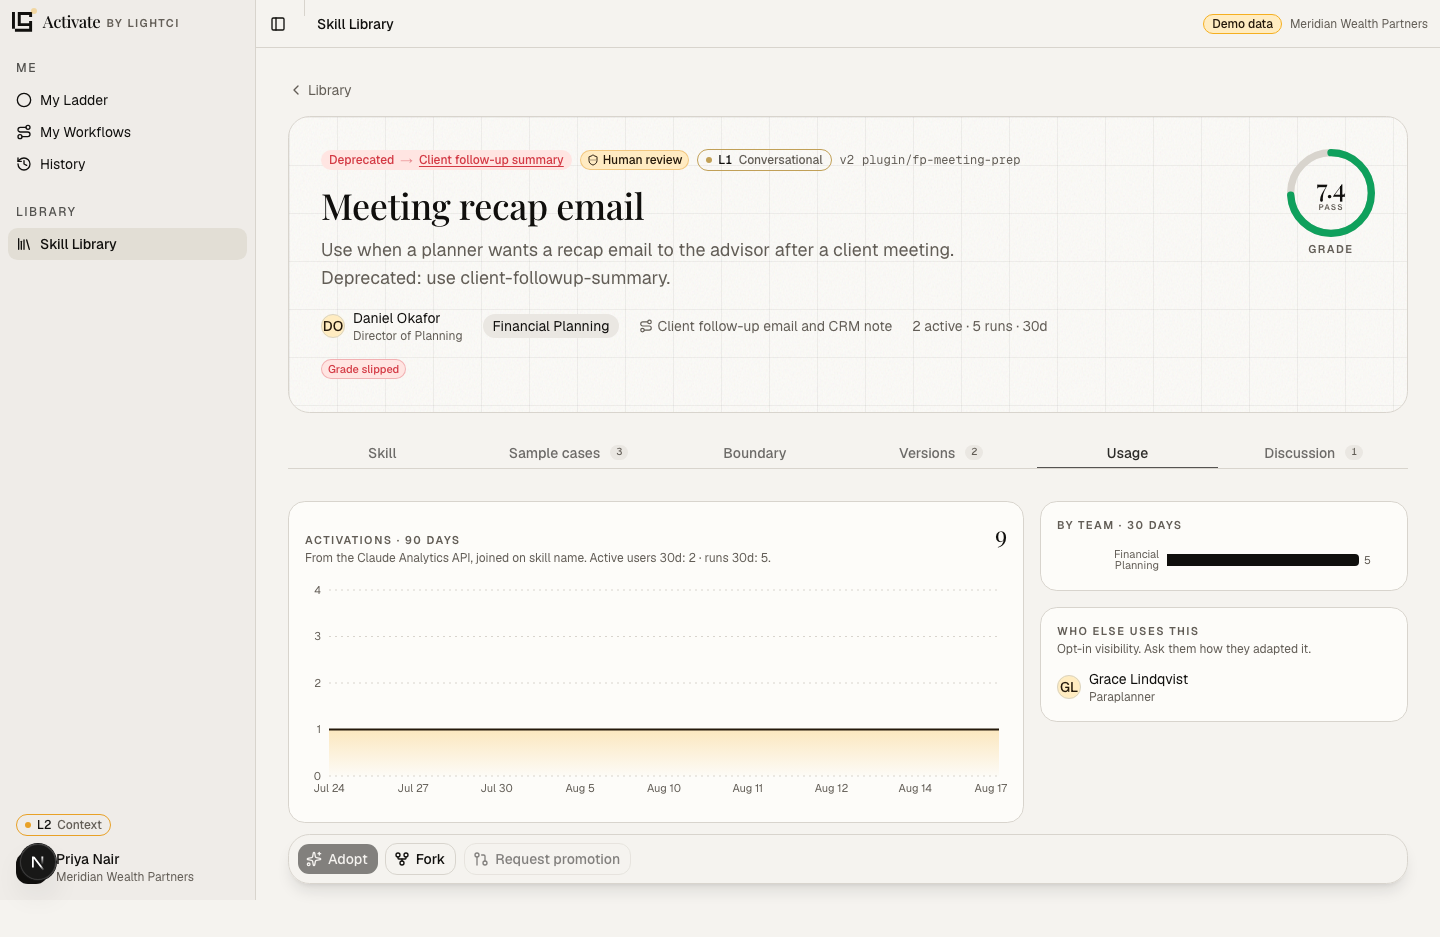 Activate BY LIGHTCI
Skill Library
Demo data
Meridian Wealth Partners
ME
My Ladder
My Workflows
History
LIBRARY
Skill Library
L2 Context
N
Priya Nair
Meridian Wealth Partners
Library
Deprecated → Client follow-up summary
Human review
L1 Conversational
v2 plugin/fp-meeting-prep
Meeting recap email
Use when a planner wants a recap email to the advisor after a client meeting.
Deprecated: use client-followup-summary.
7.4
PASS
GRADE
DO
Daniel Okafor
Director of Planning
Financial Planning
Client follow-up email and CRM note
2 active · 5 runs · 30d
Grade slipped
Skill
Sample cases 3
Boundary
Versions 2
Usage
Discussion 1
ACTIVATIONS · 90 DAYS
9
From the Claude Analytics API, joined on skill name. Active users 30d: 2 · runs 30d: 5.
4
3
2
1
0
Jul 24 Jul 27 Jul 30 Aug 5 Aug 10 Aug 11 Aug 12 Aug 14 Aug 17
BY TEAM · 30 DAYS
Financial
Planning
5
WHO ELSE USES THIS
Opt-in visibility. Ask them how they adapted it.
GL
Grace Lindqvist
Paraplanner
Adopt
Fork
Request promotion